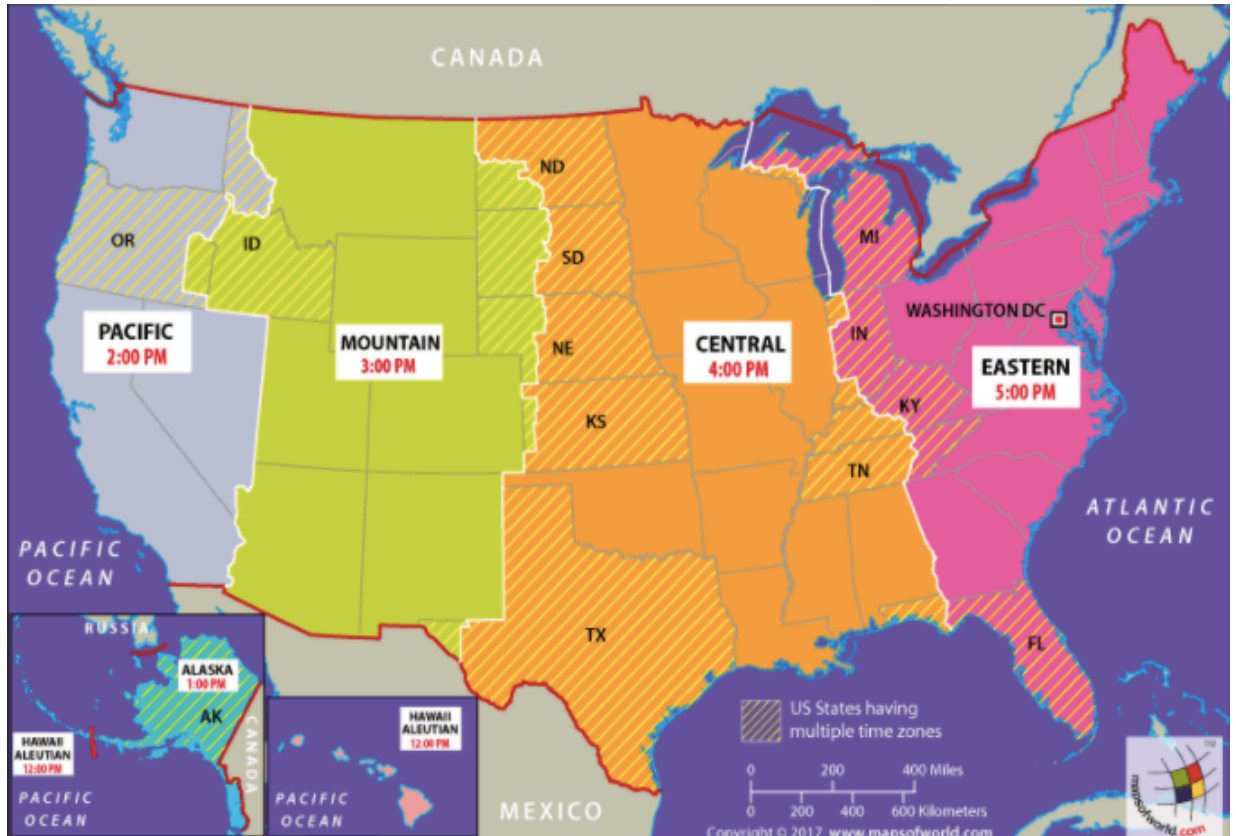 CANADA
ND
OR
ID
SD
MI
WASHINGTON DC
PACIFIC
2:00 PM
MOUNTAIN
3:00 PM
NE
CENTRAL
4:00 PM
IN
EASTERN
5:00 PM
KS
KY
TN
ATLANTIC
OCEAN
PACIFIC
OCEAN
TX
FL
RUSSIA
ALASKA
1:00 PM
AK
CANADA
HAWAII
ALEUTIAN
12:00 PM
PACIFIC
OCEAN
HAWAII
ALEUTIAN
12:00 PM
PACIFIC
OCEAN
MEXICO
US States having
multiple time zones
0 200 400 Miles
0 200 400 600 Kilometers
Copyright © 2017 www.mapsofworld.com
mapsofworld.com
TM